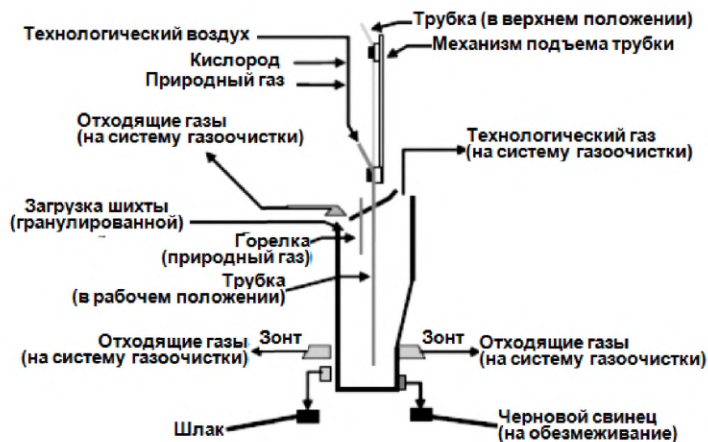 Трубка (в верхнем положении)
Технологический воздух
Механизм подъема трубки
Кислород
Природный газ
Отходящие газы
(на систему газоочистки)
Технологический газ
(на систему газоочистки)
Загрузка шихты
(гранулированной)
Горелка
(природный газ)
Трубка
(в рабочем положении)
Отходящие газы
(на систему газоочистки)
Зонт
Зонт
Отходящие газы
(на систему газоочистки)
Шлак
Черновой свинец
(на обезмеживание)